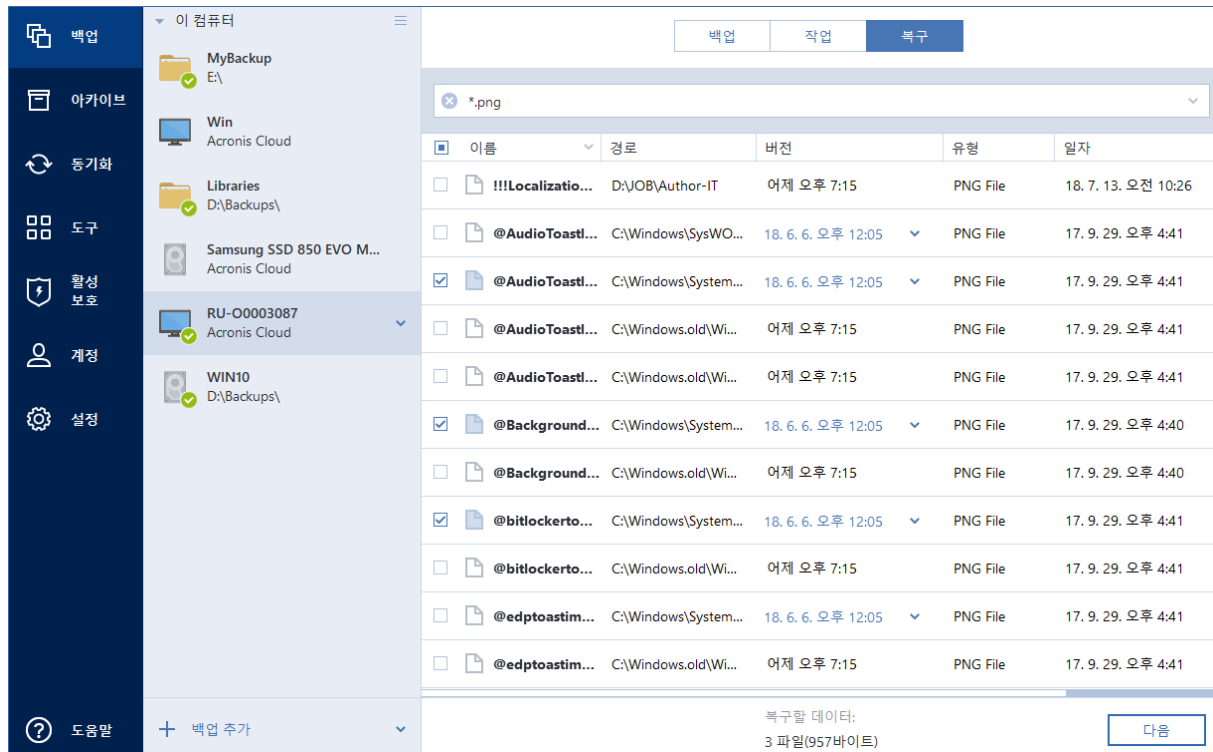 백업
아카이브
동기화
도구
활성
보호
계정
설정
도움말
이 컴퓨터
MyBackup
E:\
Win
Acronis Cloud
Libraries
D:\Backups\
Samsung SSD 850 EVO M...
Acronis Cloud
RU-O0003087
Acronis Cloud
WIN10
D:\Backups\
백업 추가
백업 작업 복구
*.png
이름 경로 버전 유형 일자
!!!Localizatio... D:\JOB\Author-IT 어제 오후 7:15 PNG File 18. 7. 13. 오전 10:26
@AudioToastI... C:\Windows\SysWO... 18. 6. 6. 오후 12:05 PNG File 17. 9. 29. 오후 4:41
@AudioToastI... C:\Windows\System... 18. 6. 6. 오후 12:05 PNG File 17. 9. 29. 오후 4:41
@AudioToastI... C:\Windows.old\Wi... 어제 오후 7:15 PNG File 17. 9. 29. 오후 4:41
@AudioToastI... C:\Windows.old\Wi... 어제 오후 7:15 PNG File 17. 9. 29. 오후 4:41
@Background... C:\Windows\System... 18. 6. 6. 오후 12:05 PNG File 17. 9. 29. 오후 4:40
@Background... C:\Windows.old\Wi... 어제 오후 7:15 PNG File 17. 9. 29. 오후 4:40
@bitlockerto... C:\Windows\System... 18. 6. 6. 오후 12:05 PNG File 17. 9. 29. 오후 4:41
@bitlockerto... C:\Windows.old\Wi... 어제 오후 7:15 PNG File 17. 9. 29. 오후 4:41
@edptoastim... C:\Windows\System... 18. 6. 6. 오후 12:05 PNG File 17. 9. 29. 오후 4:41
@edptoastim... C:\Windows.old\Wi... 어제 오후 7:15 PNG File 17. 9. 29. 오후 4:41
복구할 데이터:
3 파일(957바이트)
다음